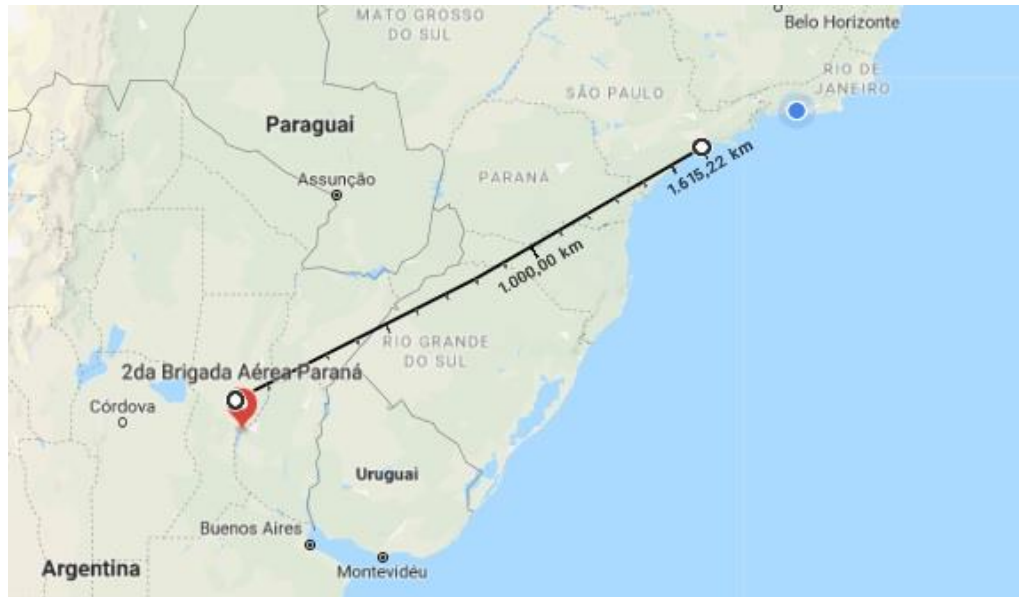 MATO GROSSO
DO SUL
Belo Horizonte
RIO DE
JANEIRO
SÃO PAULO
Paraguai
Assunção
PARANÁ
1.615,22 km
1.000,00 km
RIO GRANDE
DO SUL
2da Brigada Aérea Paraná
Córdova
Uruguai
Buenos Aires
Montevidéu
Argentina